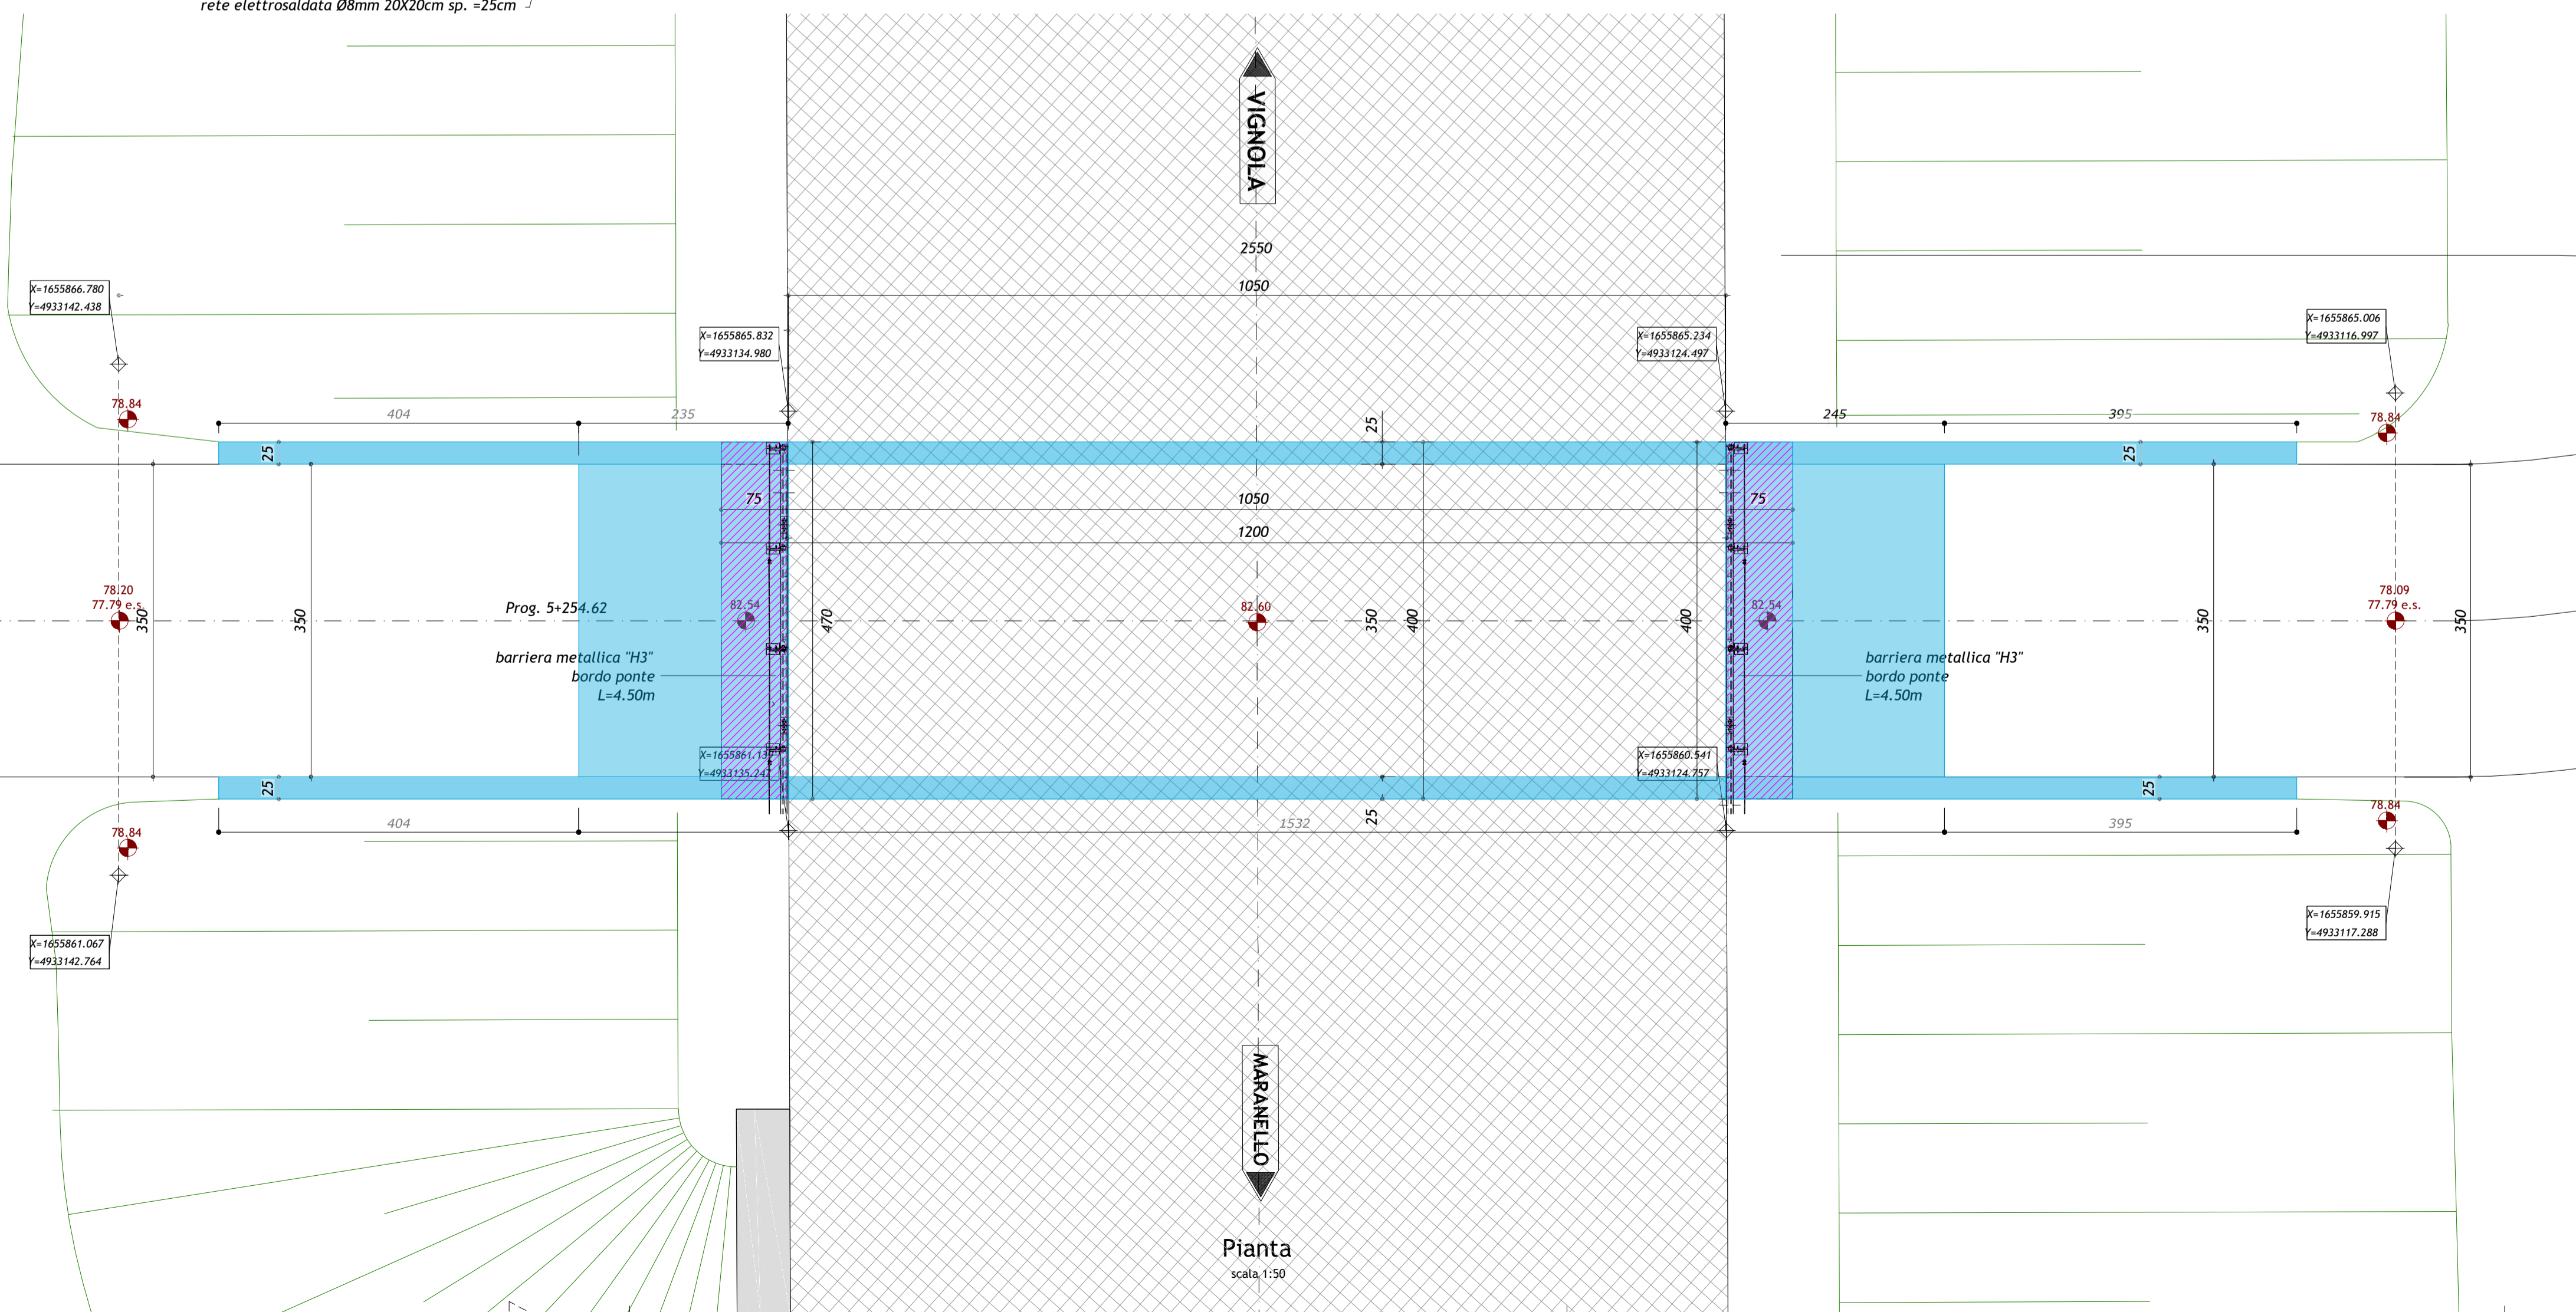 rete elettrosaldata Ø8mm 20X20cm sp. =25cm
VIGNOLA
2550
1050
X=1655866.780
Y=4933142.438
X=1655865.832
Y=4933134.980
X=1655865.234
Y=4933124.497
X=1655865.006
Y=4933116.997
78.84
404
235
25
245
395
78.84
25
25
75
1050
75
1200
78.20
77.79 e.s.
350
350
Prog. 5+254.62
82.54
470
82.60
350
400
400
82.54
350
78.09
77.79 e.s.
350
barriera metallica "H3"
bordo ponte
L=4.50m
barriera metallica "H3"
bordo ponte
L=4.50m
Y=4933135.242
X=1655860.541
Y=4933124.757
25
25
78.84
404
1532
25
395
78.84
X=1655861.067
Y=4933142.764
X=1655859.915
Y=4933117.288
MARANELLO
Pianta
scala 1:50